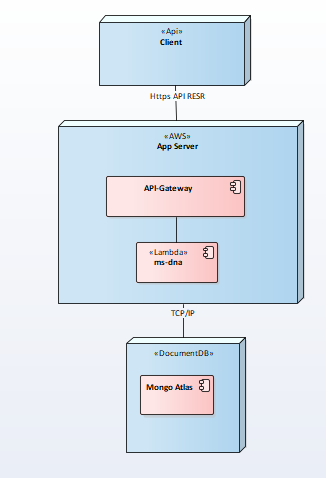 «Api»
Client
Https API RESR
«AWS»
App Server
API-Gateway
«Lambda»
ms-dna
TCP/IP
«DocumentDB»
Mongo Atlas